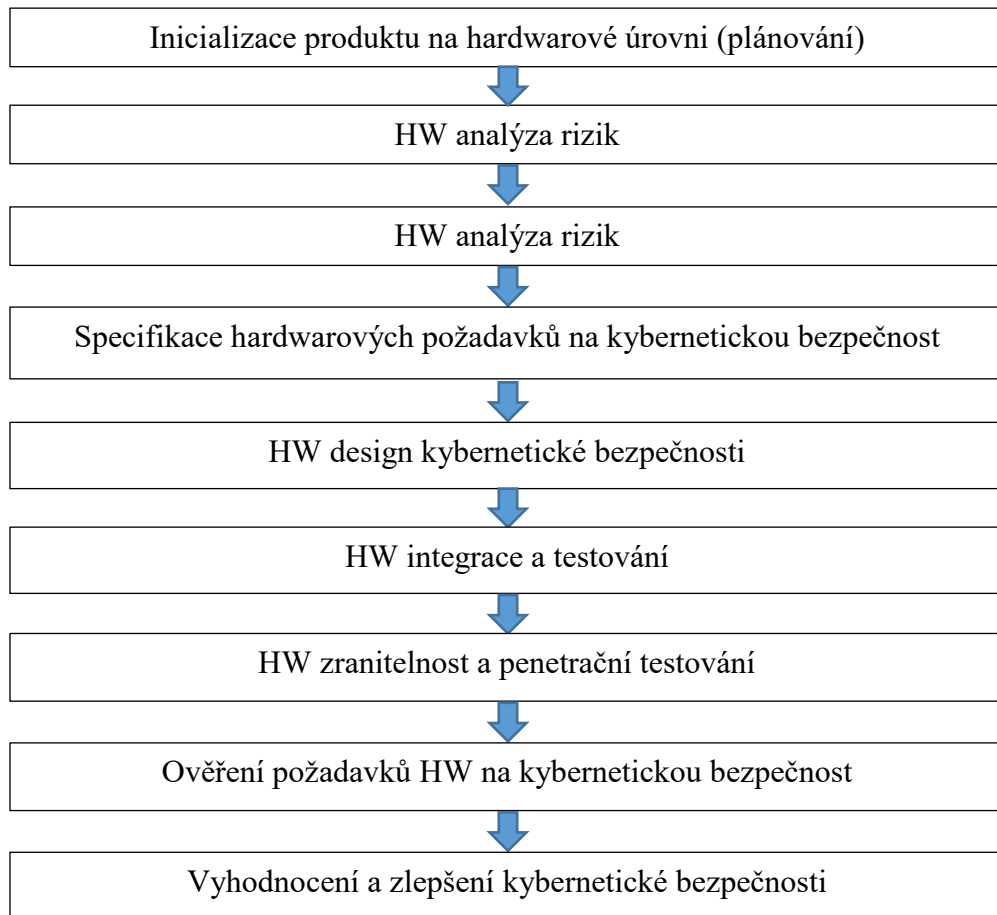 Inicializace produktu na hardwarové úrovni (plánování)
HW analýza rizik
HW analýza rizik
Specifikace hardwarových požadavků na kybernetickou bezpečnost
HW design kybernetické bezpečnosti
HW integrace a testování
HW zranitelnost a penetrační testování
Ověření požadavků HW na kybernetickou bezpečnost
Vyhodnocení a zlepšení kybernetické bezpečnosti